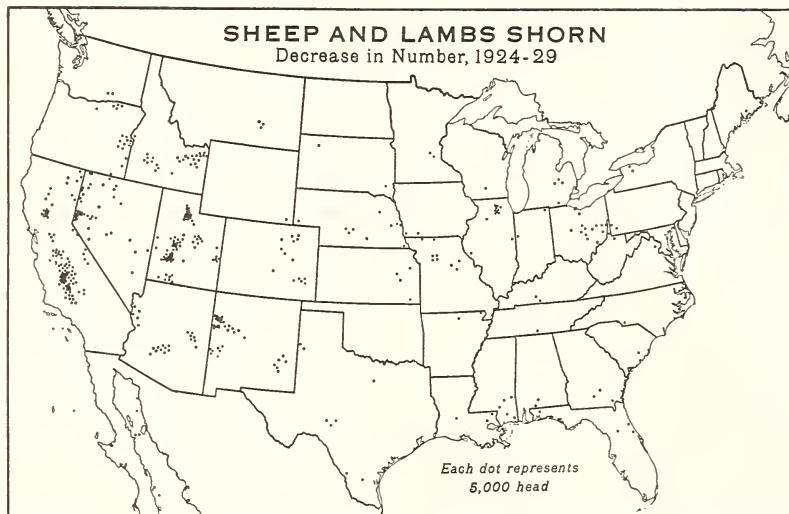 SHEEP AND LAMBS SHORN
Decrease in Number, 1924-29
Each dot represents
5,000 head